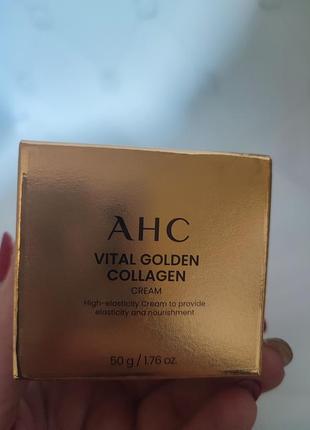 AHC
VITAL GOLDEN
COLLAGEN
CREAM
High-elasticity Cream to provide
elasticity and nourishment
50 g / 1.76 oz.